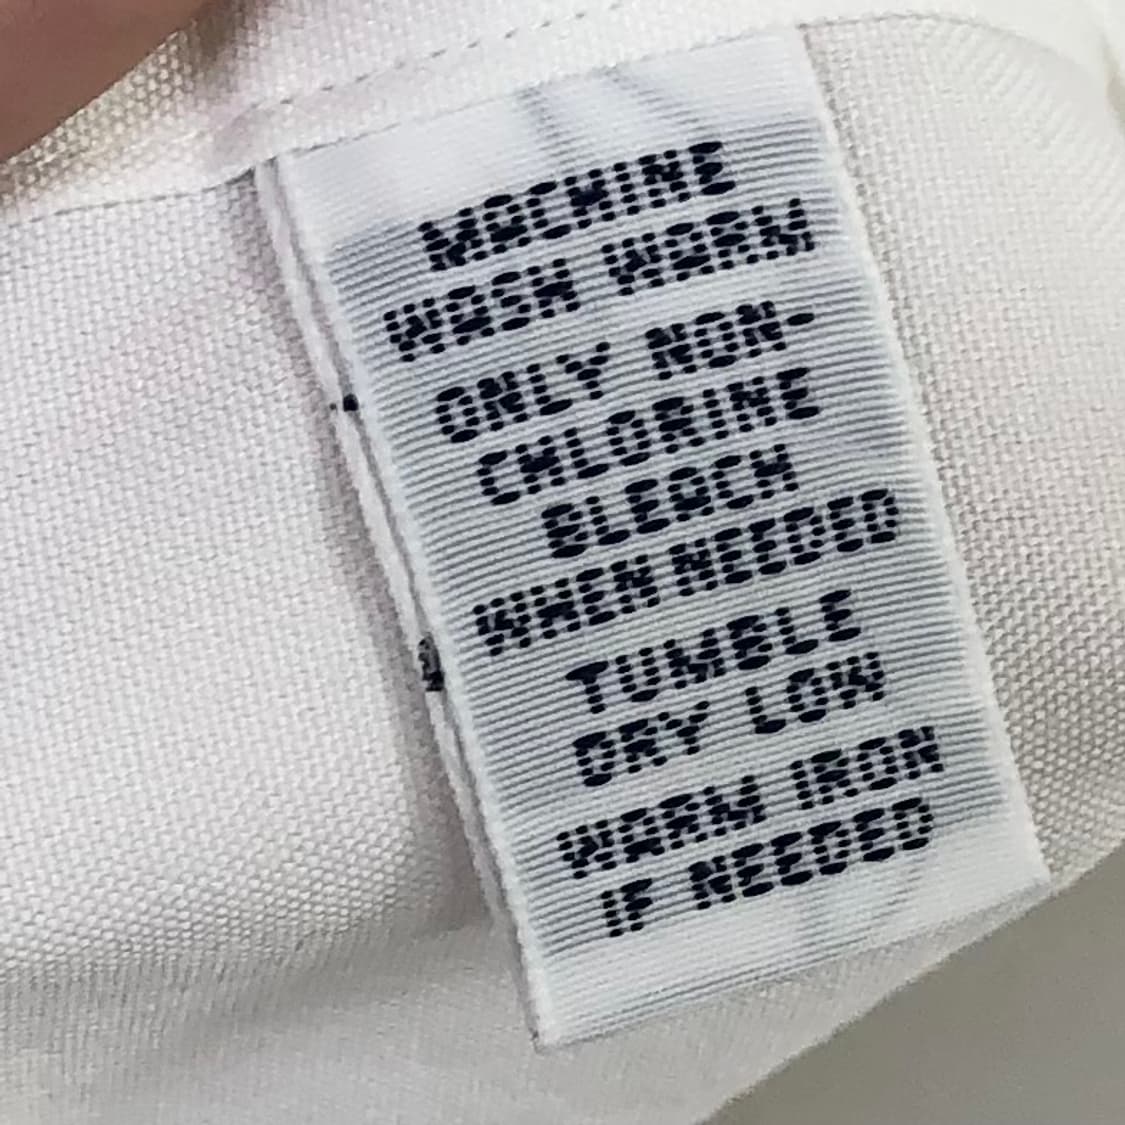 MACHINE
WASH WARM
ONLY NON-
CHLORINE
BLEACH
WHEN NEEDED
TUMBLE
DRY LOW
WARM IRON
IF NEEDED